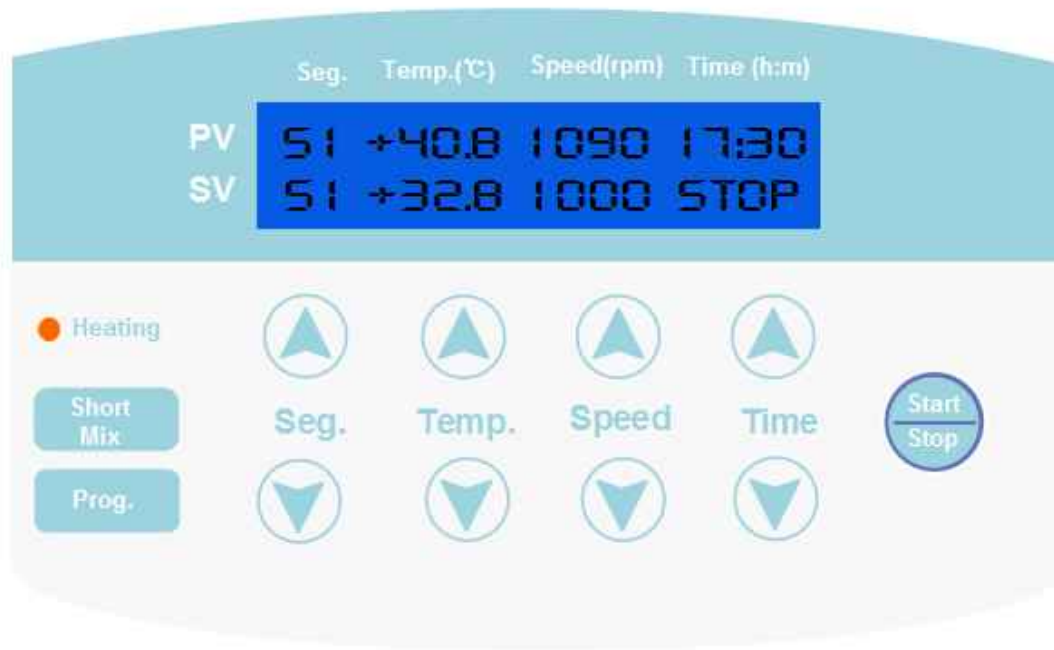 Seg. Temp.(℃) Speed(rpm) Time (h:m)
PV S1 +40.8 1090 17:30
SV S1 +32.8 1000 STOP
Heating
Short
Mix
Prog.
Seg. Temp. Speed Time
Start
Stop